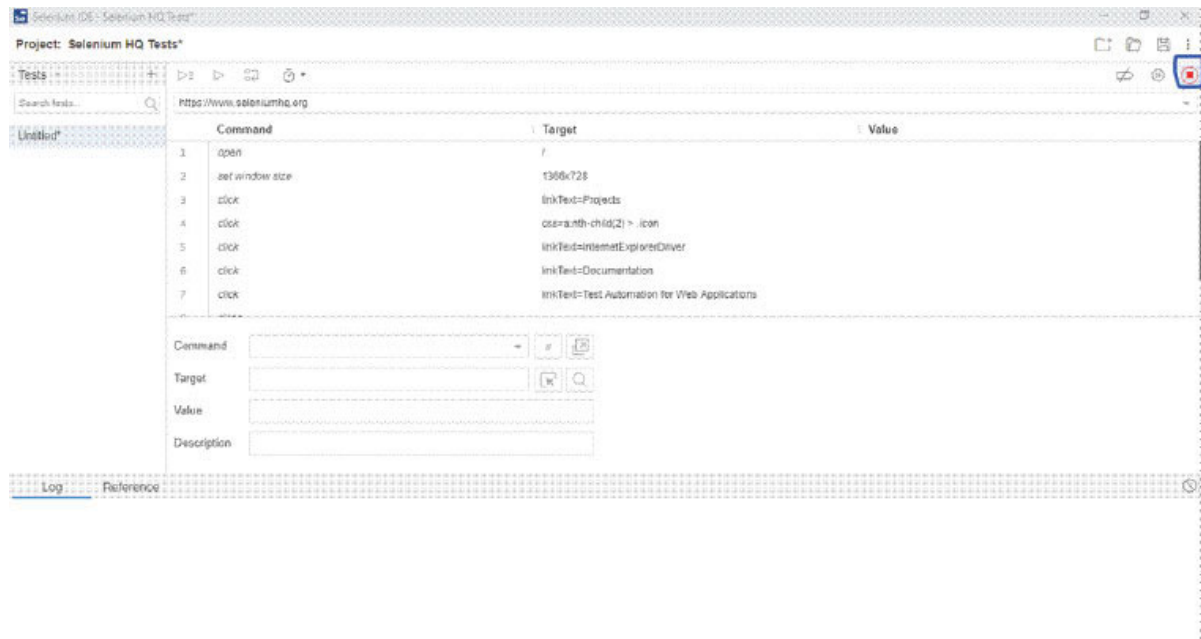 Selenium IDE - Selenium HQ Tests*
Project: Selenium HQ Tests*
Tests
Search tests...
https://www.seleniumhq.org
Untitled*
Command Target Value
1 open /
2 set window size 1366x728
3 click linkText=Projects
4 click css=a:nth-child(2) > .icon
5 click linkText=InternetExplorerDriver
6 click linkText=Documentation
7 click linkText=Test Automation for Web Applications
Command
Target
Value
Description
Log Reference